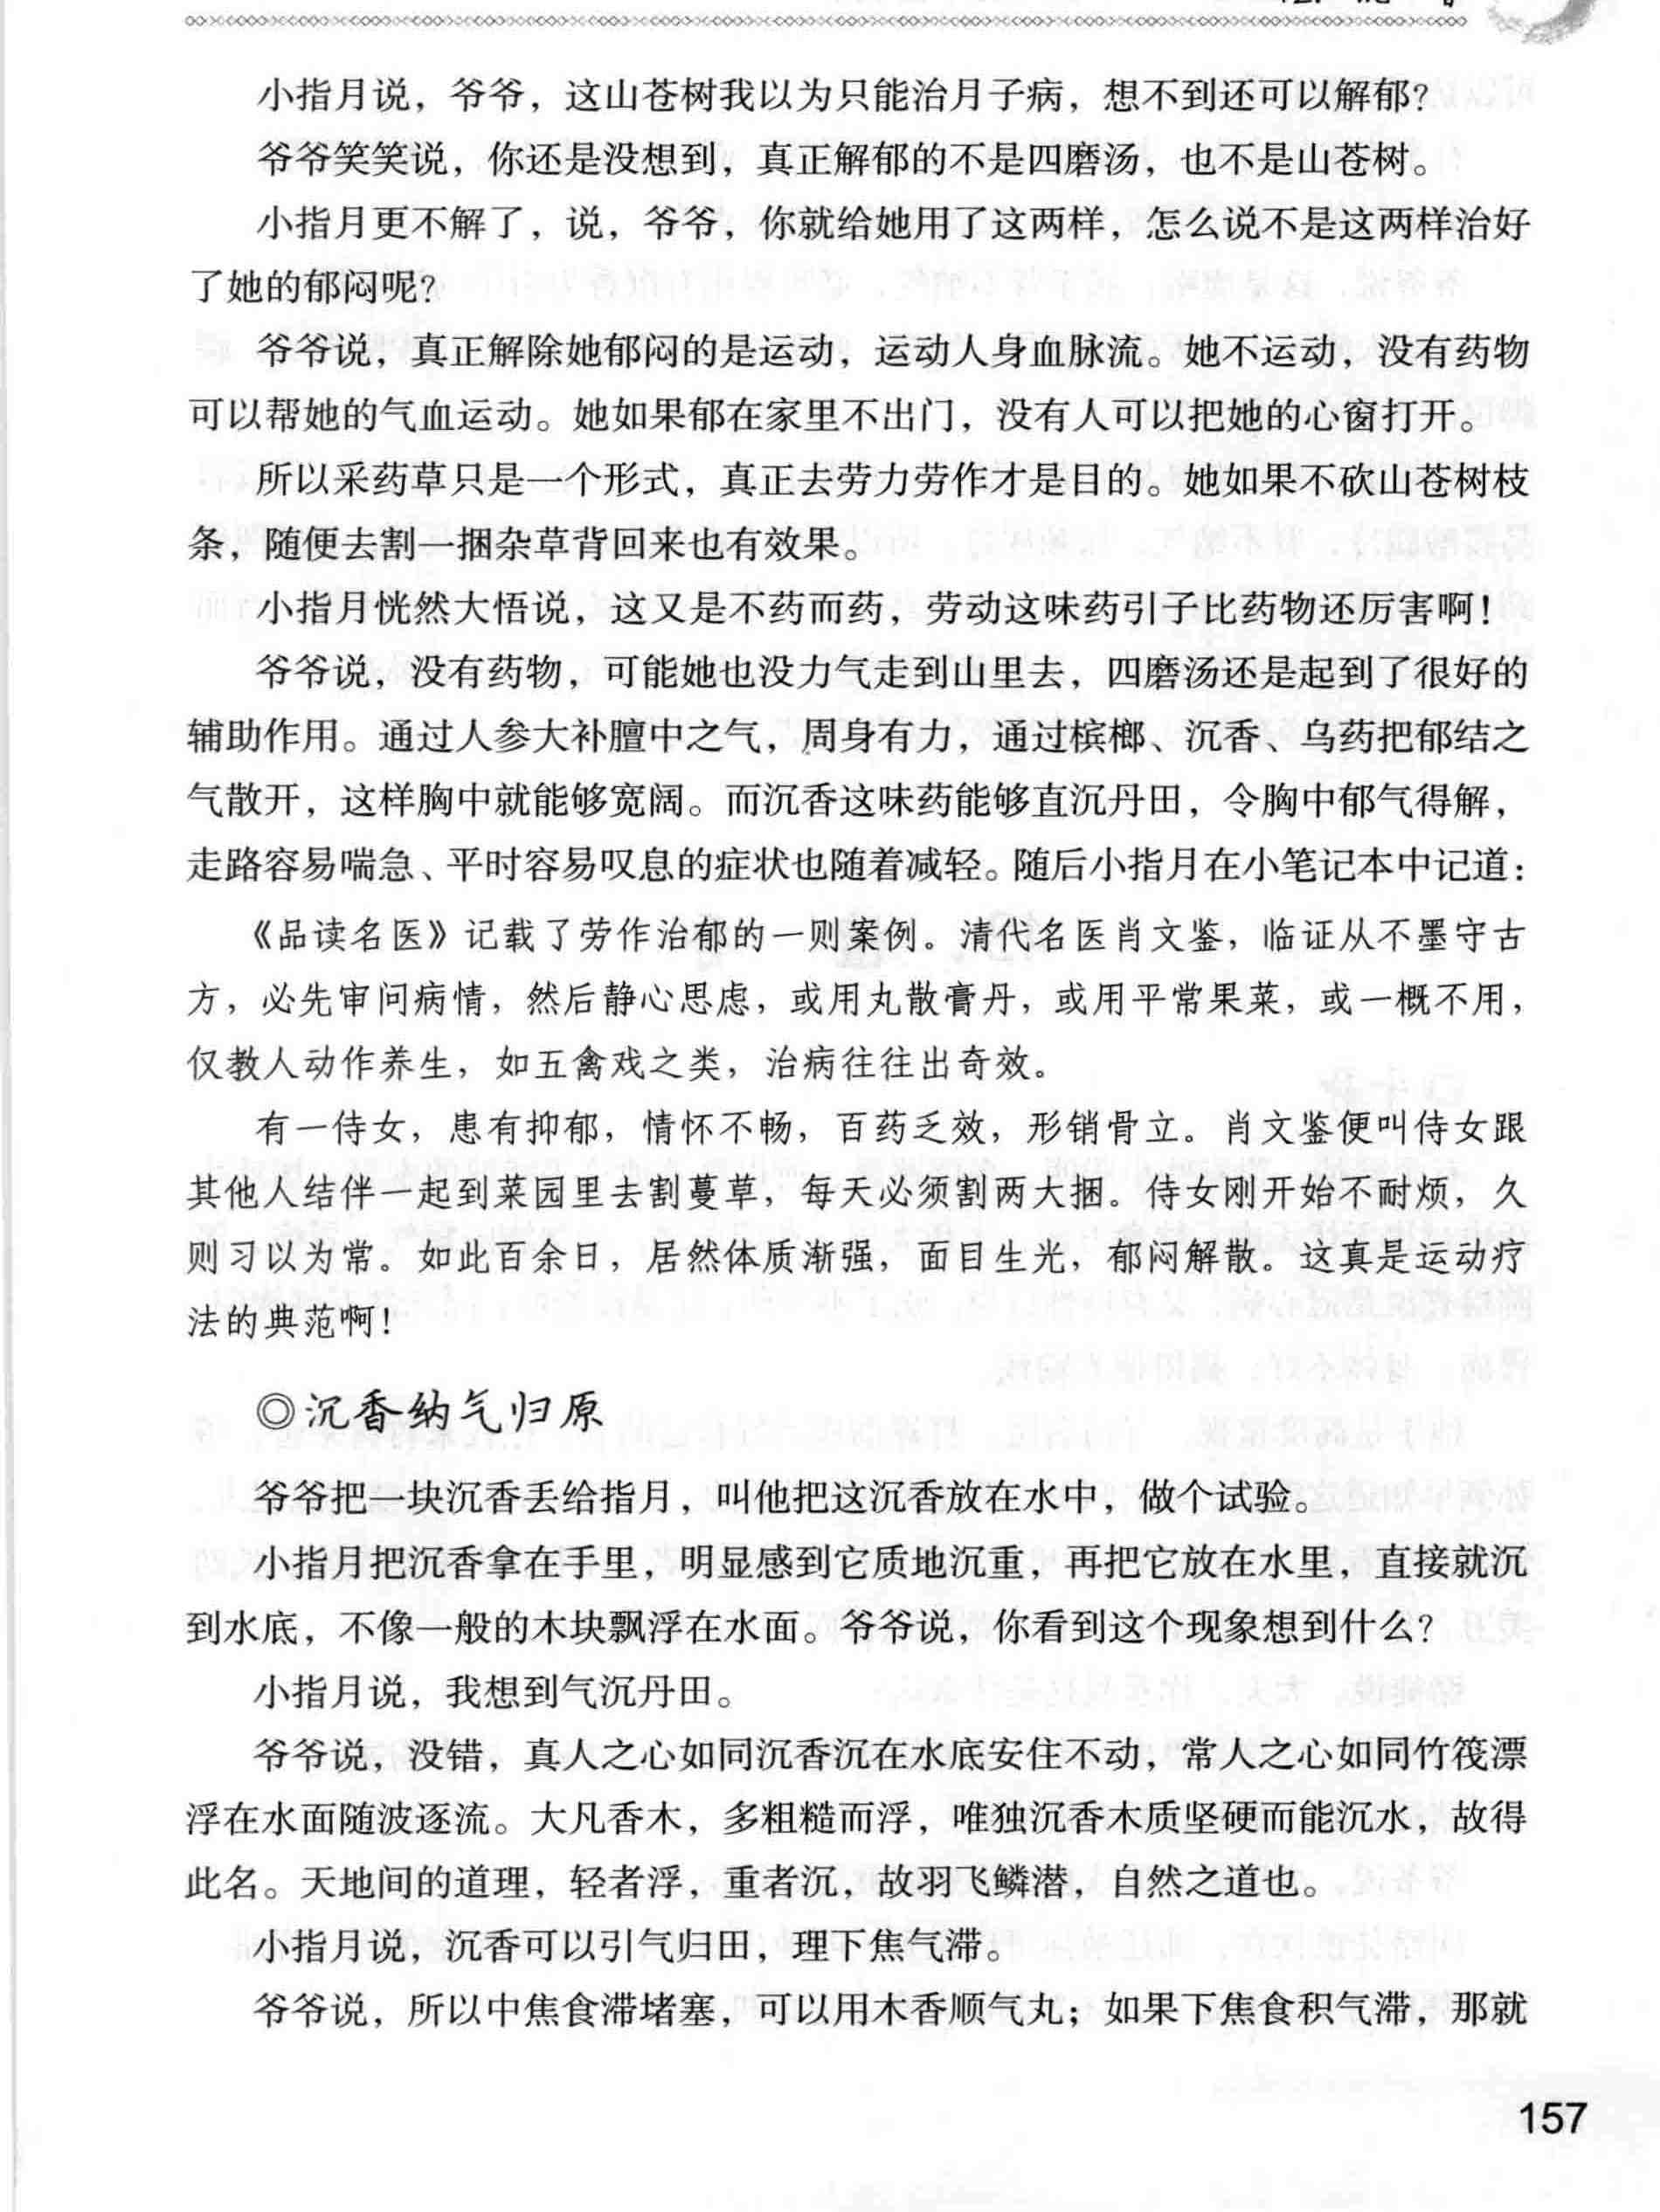 小指月说，爷爷，这山苍树我以为只能治月子病，想不到还可以解郁？
爷爷笑笑说，你还是没想到，真正解郁的不是四磨汤，也不是山苍树。
小指月更不解了，说，爷爷，你就给她用了这两样，怎么说不是这两样治好
了她的郁闷呢？
爷爷说，真正解除她郁闷的是运动，运动人身血脉流。她不运动，没有药物
可以帮她的气血运动。她如果郁在家里不出门，没有人可以把她的心窗打开。
所以采药草只是一个形式，真正去劳力劳作才是目的。她如果不砍山苍树枝
条，随便去割一捆杂草背回来也有效果。
小指月恍然大悟说，这又是不药而药，劳动这味药引子比药物还厉害啊！
爷爷说，没有药物，可能她也没力气走到山里去，四磨汤还是起到了很好的
辅助作用。通过人参大补膻中之气，周身有力，通过槟榔、沉香、乌药把郁结之
气散开，这样胸中就能够宽阔。而沉香这味药能够直沉丹田，令胸中郁气得解，
走路容易喘急、平时容易叹息的症状也随着减轻。随后小指月在小笔记本中记道：
《品读名医》记载了劳作治郁的一则案例。清代名医肖文鉴，临证从不墨守古
方，必先审问病情，然后静心思虑，或用丸散膏丹，或用平常果菜，或一概不用，
仅教人动作养生，如五禽戏之类，治病往往出奇效。
有一侍女，患有抑郁，情怀不畅，百药乏效，形销骨立。肖文鉴便叫侍女跟
其他人结伴一起到菜园里去割蔓草，每天必须割两大捆。侍女刚开始不耐烦，久
则习以为常。如此百余日，居然体质渐强，面目生光，郁闷解散。这真是运动疗
法的典范啊！
◎沉香纳气归原
爷爷把一块沉香丢给指月，叫他把这沉香放在水中，做个试验。
小指月把沉香拿在手里，明显感到它质地沉重，再把它放在水里，直接就沉
到水底，不像一般的木块飘浮在水面。爷爷说，你看到这个现象想到什么？
小指月说，我想到气沉丹田。
爷爷说，没错，真人之心如同沉香沉在水底安住不动，常人之心如同竹筏漂
浮在水面随波逐流。大凡香木，多粗糙而浮，唯独沉香木质坚硬而能沉水，故得
此名。天地间的道理，轻者浮，重者沉，故羽飞鳞潜，自然之道也。
小指月说，沉香可以引气归田，理下焦气滞。
爷爷说，所以中焦食滞堵塞，可以用木香顺气丸；如果下焦食积气滞，那就
157